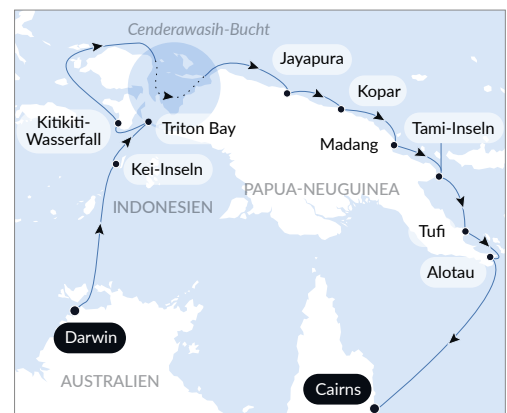 Cenderawasih-Bucht
Jayapura
Kopar
Kitikiti-
Wasserfall
Triton Bay
Tami-Inseln
Madang
Kei-Inseln
PAPUA-NEUGUINEA
INDONESIEN
Tufi
Alotau
Darwin
AUSTRALIEN
Cairns